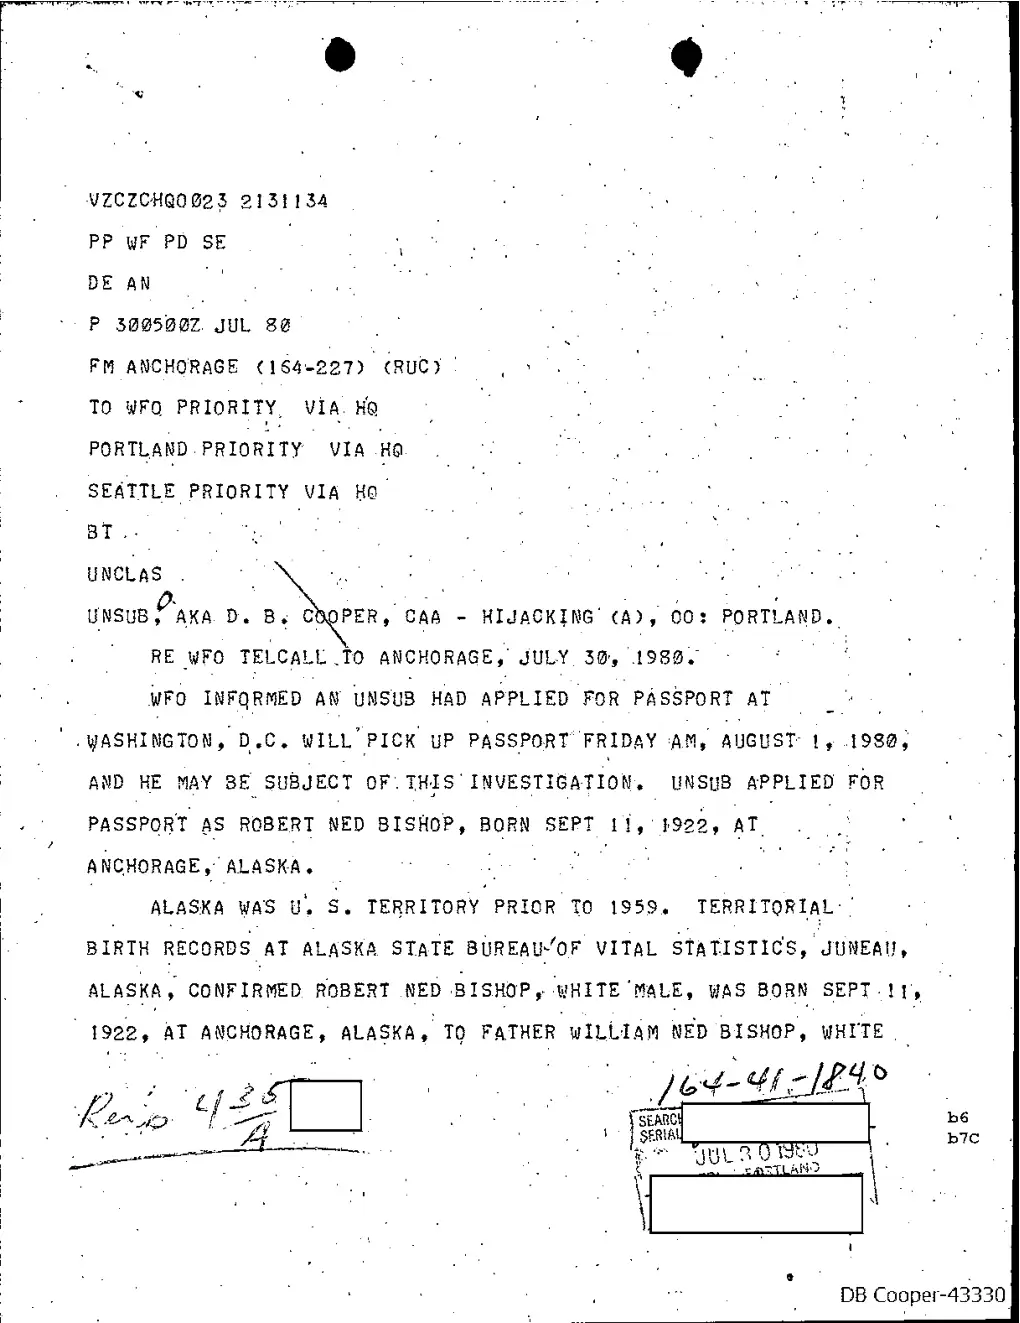 VZCZCHQO023 2131134
PP WF PD SE
DE AN
P 300500Z JUL 80
FM ANCHORAGE (164-227) (RUC)
TO WFO PRIORITY VIA HQ
PORTLAND PRIORITY VIA HQ
SEATTLE PRIORITY VIA HQ
BT
UNCLAS
UNSUB, AKA D. B. COOPER, CAA - HIJACKING (A), OO: PORTLAND.
RE WFO TELCALL TO ANCHORAGE, JULY 30, 1980.
WFO INFORMED AN UNSUB HAD APPLIED FOR PASSPORT AT
WASHINGTON, D.C. WILL PICK UP PASSPORT FRIDAY AM, AUGUST 1, 1980,
AND HE MAY BE SUBJECT OF THIS INVESTIGATION. UNSUB APPLIED FOR
PASSPORT AS ROBERT NED BISHOP, BORN SEPT 11, 1922, AT
ANCHORAGE, ALASKA.
ALASKA WAS U. S. TERRITORY PRIOR TO 1959. TERRITORIAL
BIRTH RECORDS AT ALASKA STATE BUREAU OF VITAL STATISTICS, JUNEAU,
ALASKA, CONFIRMED ROBERT NED BISHOP, WHITE MALE, WAS BORN SEPT 11,
1922, AT ANCHORAGE, ALASKA, TO FATHER WILLIAM NED BISHOP, WHITE
164-41-1840
435
A
SEARC
SERIAL
JUL 30 1980
PORTLAND
b6
b7C
DB Cooper-43330